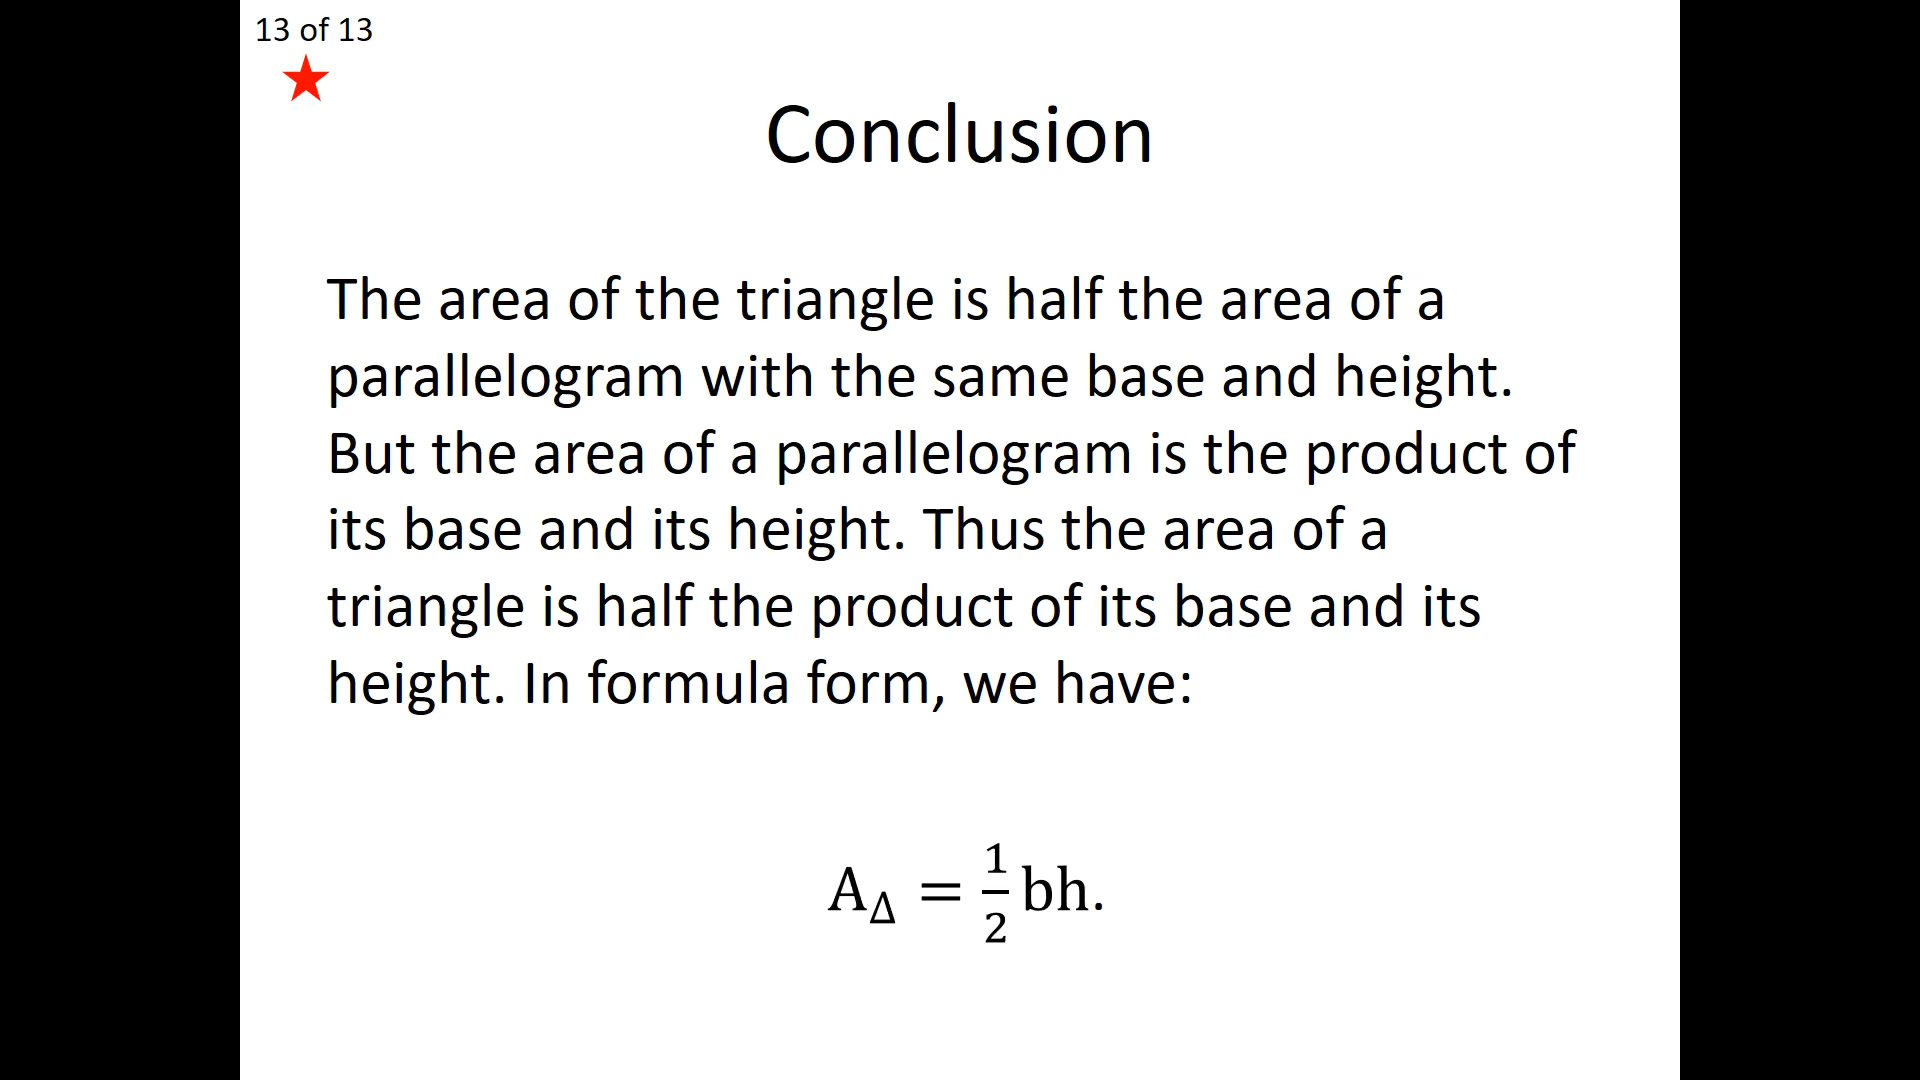 13 of 13
Conclusion
The area of the triangle is half the area of a
parallelogram with the same base and height.
But the area of a parallelogram is the product of
its base and its height. Thus the area of a
triangle is half the product of its base and its
height. In formula form, we have:
A_Δ = 1/2 bh.